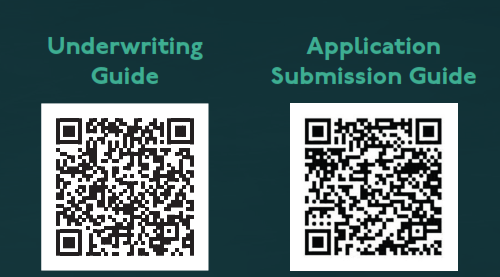 Underwriting
Guide
Application
Submission Guide